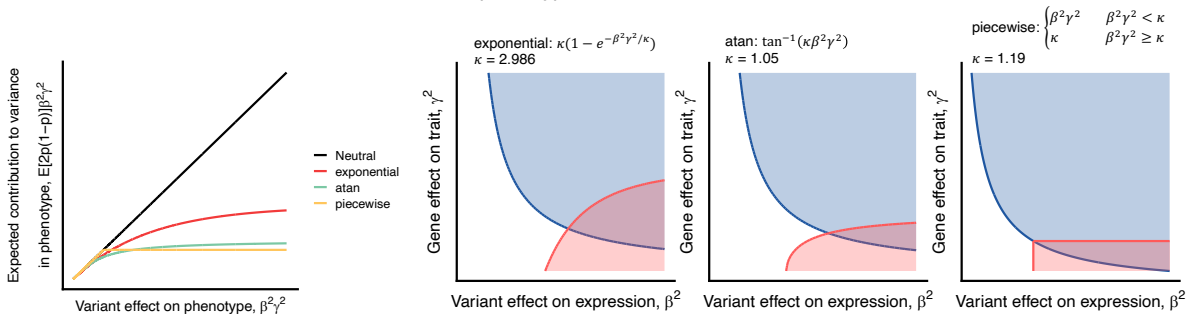 Expected contribution to variance
in phenotype, E[2p(1−p)]β²γ²
Variant effect on phenotype, β²γ²
Neutral
exponential
atan
piecewise
exponential: κ(1 − e^{−β²γ²/κ})
κ = 2.986
Gene effect on trait, γ²
Variant effect on expression, β²
atan: tan⁻¹(κβ²γ²)
κ = 1.05
Gene effect on trait, γ²
Variant effect on expression, β²
piecewise: { β²γ² β²γ² < κ
κ β²γ² ≥ κ
κ = 1.19
Gene effect on trait, γ²
Variant effect on expression, β²